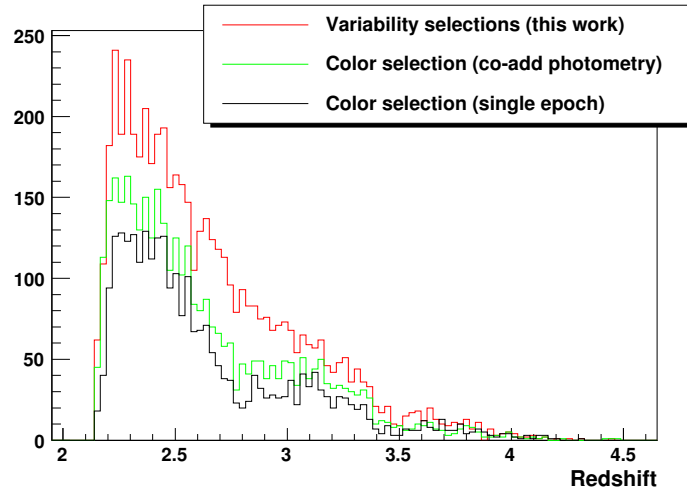 Variability selections (this work)
Color selection (co-add photometry)
Color selection (single epoch)
250
200
150
100
50
0
2 2.5 3 3.5 4 4.5
Redshift